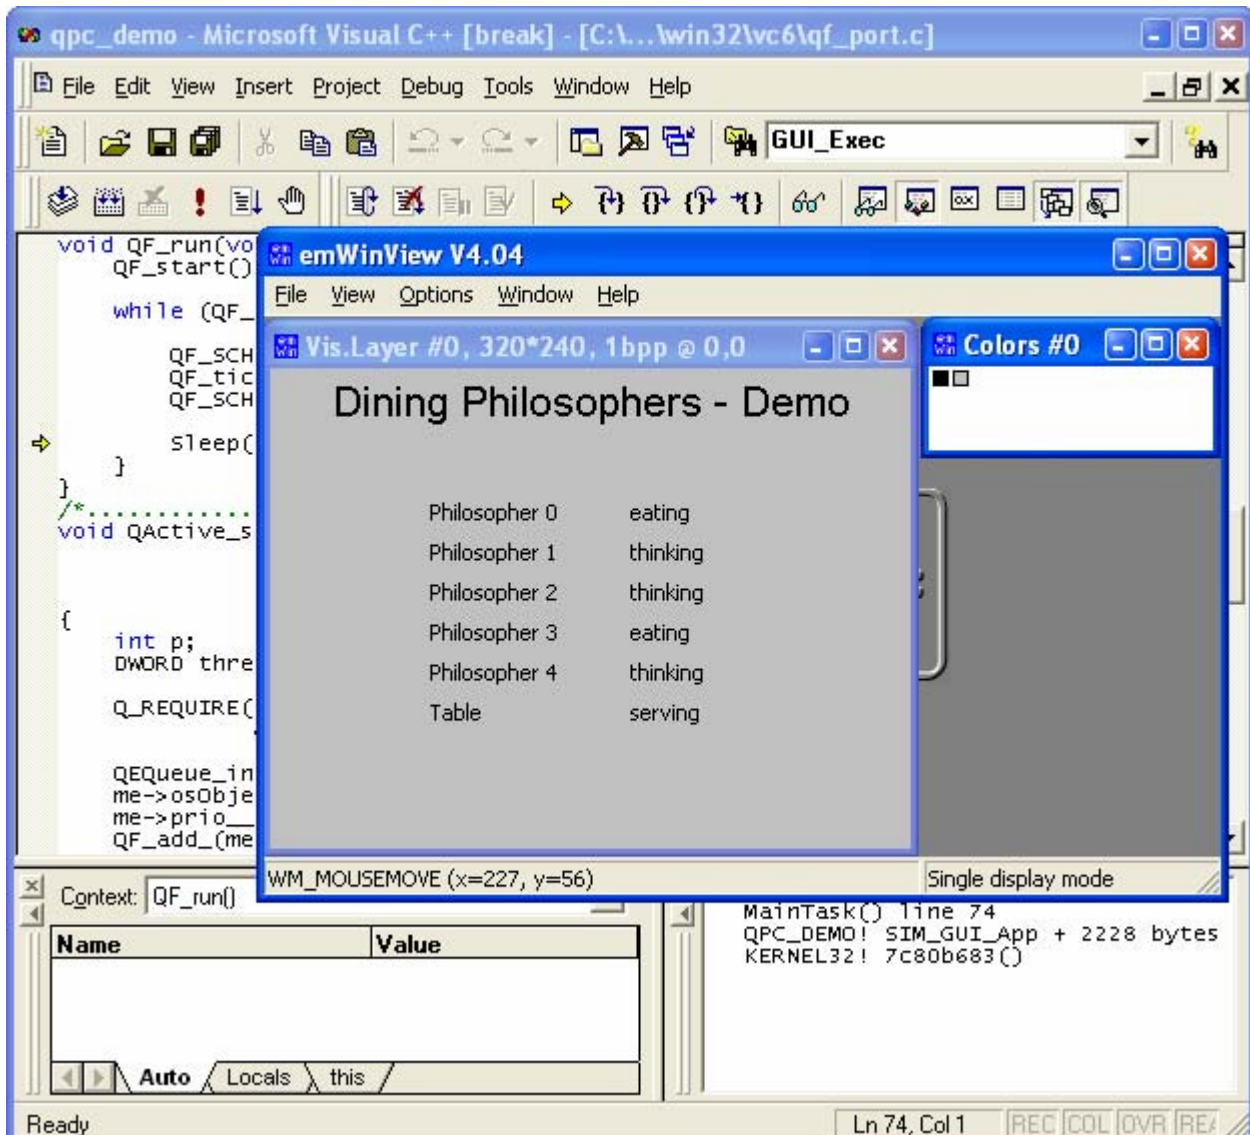 qpc_demo - Microsoft Visual C++ [break] - [C:\...\win32\vc6\qf_port.c]
File Edit View Insert Project Debug Tools Window Help
GUI_Exec
void QF_run(vo
QF_start()
while (QF_
QF_SCH
QF_tic
QF_SCH
Sleep(
}
}
/*.............
void QActive_s
{
int p;
DWORD thre
Q_REQUIRE(
QEQueue_in
me->osObje
me->prio__
QF_add_(me
emWinView V4.04
File View Options Window Help
Vis.Layer #0, 320*240, 1bpp @ 0,0
Colors #0
Dining Philosophers - Demo
Philosopher 0 eating
Philosopher 1 thinking
Philosopher 2 thinking
Philosopher 3 eating
Philosopher 4 thinking
Table serving
WM_MOUSEMOVE (x=227, y=56)
Single display mode
Context: QF_run()
Name Value
Auto Locals this
MainTask() line 74
QPC_DEMO! SIM_GUI_App + 2228 bytes
KERNEL32! 7c80b683()
Ready
Ln 74, Col 1 REC COL OVR REA